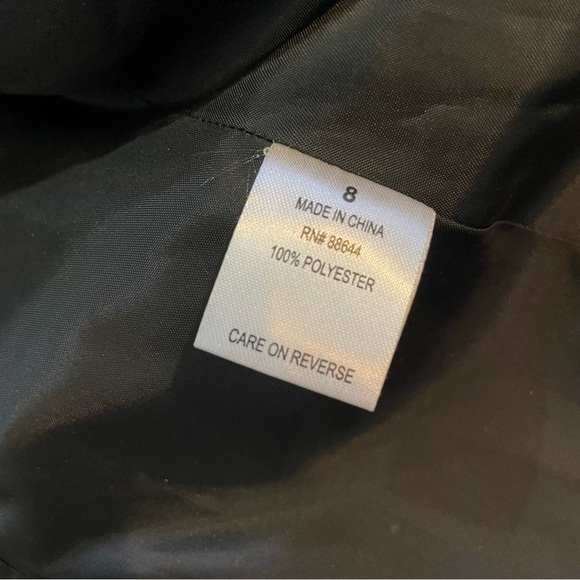 8
MADE IN CHINA
RN# 88644
100% POLYESTER
CARE ON REVERSE